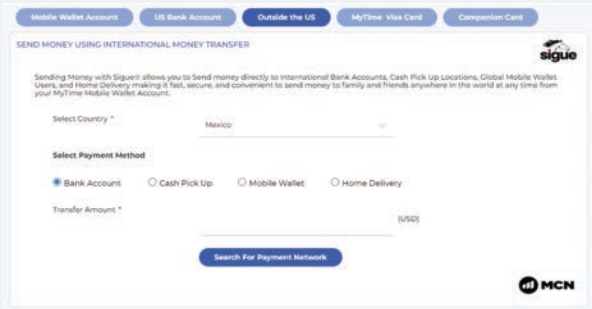 Mobile Wallet Account
US Bank Account
Outside the US
MyTime Visa Card
Companion Card
SEND MONEY USING INTERNATIONAL MONEY TRANSFER
sigue
Sending Money with Sigue® allows you to Send money directly to International Bank Accounts, Cash Pick Up Locations, Global Mobile Wallet
Users, and Home Delivery making it fast, secure, and convenient to send money to family and friends anywhere in the world at any time from
your MyTime Mobile Wallet Account.
Select Country *
Mexico
Select Payment Method
Bank Account
Cash Pick Up
Mobile Wallet
Home Delivery
Transfer Amount *
(USD)
Search For Payment Network
MCN